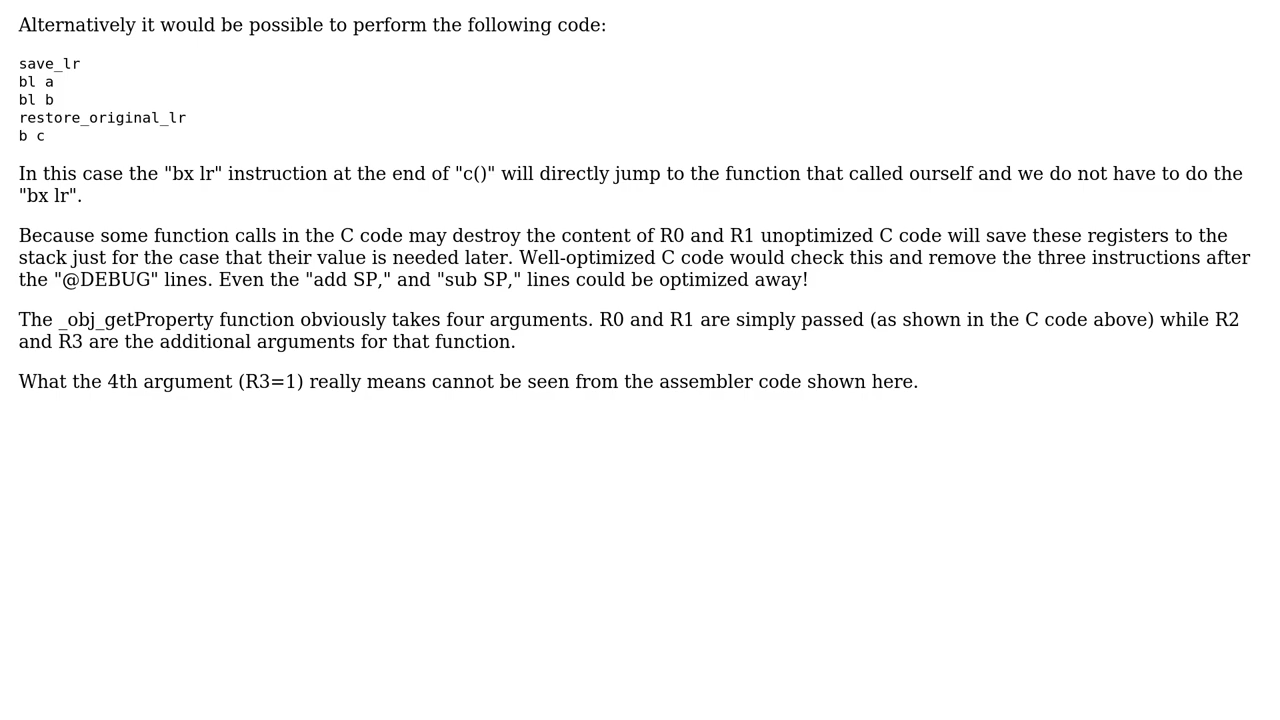 Alternatively it would be possible to perform the following code:
save_lr
bl a
bl b
restore_original_lr
b c
In this case the "bx lr" instruction at the end of "c()" will directly jump to the function that called ourself and we do not have to do the
"bx lr".
Because some function calls in the C code may destroy the content of R0 and R1 unoptimized C code will save these registers to the
stack just for the case that their value is needed later. Well-optimized C code would check this and remove the three instructions after
the "@DEBUG" lines. Even the "add SP," and "sub SP," lines could be optimized away!
The _obj_getProperty function obviously takes four arguments. R0 and R1 are simply passed (as shown in the C code above) while R2
and R3 are the additional arguments for that function.
What the 4th argument (R3=1) really means cannot be seen from the assembler code shown here.